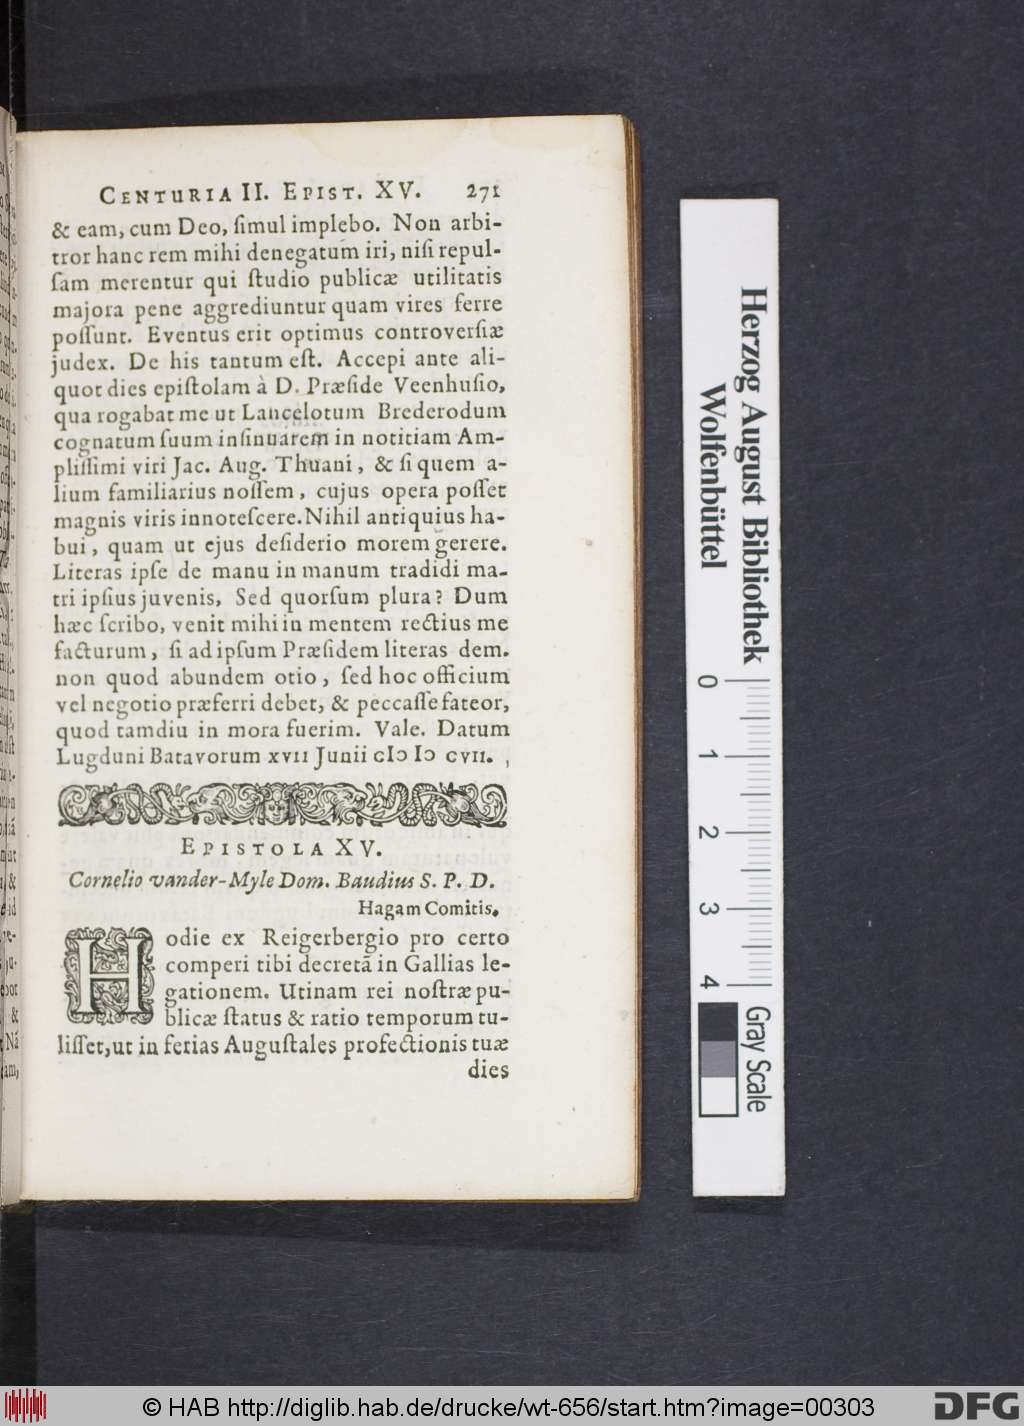 CENTURIA II. EPIST. XV. 271
& eam, cum Deo, ſimul implebo. Non arbi-
tror hanc rem mihi denegatum iri, niſi repul-
ſam merentur qui ſtudio publicæ utilitatis
majora pene aggrediuntur quam vires ferre
poſſunt. Eventus erit optimus controverſiæ
judex. De his tantum eſt. Accepi ante ali-
quot dies epiſtolam à D. Præſide Veenhuſio,
qua rogabat me ut Lancelotum Brederodum
cognatum ſuum inſinuarem in notitiam Am-
pliſſimi viri Jac. Aug. Thuani, & ſi quem a-
lium familiarius noſſem, cujus opera poſſet
magnis viris innoteſcere. Nihil antiquius ha-
bui, quam ut ejus deſiderio morem gerere.
Literas ipſe de manu in manum tradidi ma-
tri ipſius juvenis, Sed quorſum plura? Dum
hæc ſcribo, venit mihi in mentem rectius me
facturum, ſi ad ipſum Præſidem literas dem.
non quod abundem otio, ſed hoc officium
vel negotio præferri debet, & peccaſſe fateor,
quod tamdiu in mora fuerim. Vale. Datum
Lugduni Batavorum XVII Junii cIↄ Iↄ CVII.
EPISTOLA XV.
Cornelio vander-Myle Dom. Baudius S. P. D.
Hagam Comitis.
Hodie ex Reigerbergio pro certo
comperi tibi decretā in Gallias le-
gationem. Utinam rei noſtræ pu-
blicæ ſtatus & ratio temporum tu-
liſſet, ut in ferias Auguſtales profectionis tuæ
dies
Herzog August Bibliothek
Wolfenbüttel
0 1 2 3 4
Gray Scale
© HAB http://diglib.hab.de/drucke/wt-656/start.htm?image=00303
DFG